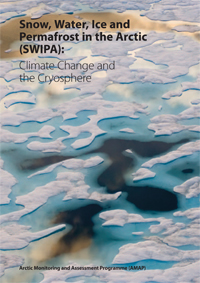 Snow, Water, Ice and
Permafrost in the Arctic
(SWIPA):
Climate Change and
the Cryosphere
Arctic Monitoring and Assessment Programme (AMAP)